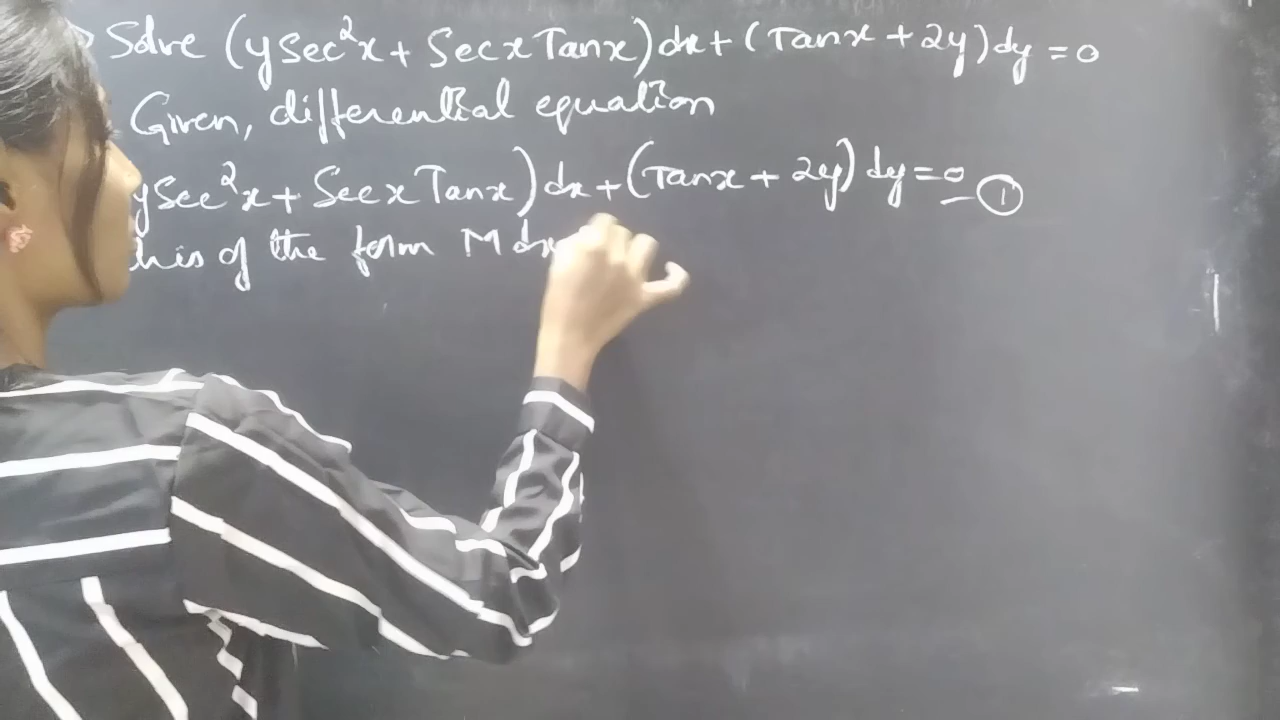 Solve (y Sec²x + Secx Tanx)dx + (Tanx + 2y)dy = 0
Given, differential equation
y Sec²x + Secx Tanx)dx + (Tanx + 2y)dy = 0 - ①
of the form M dx